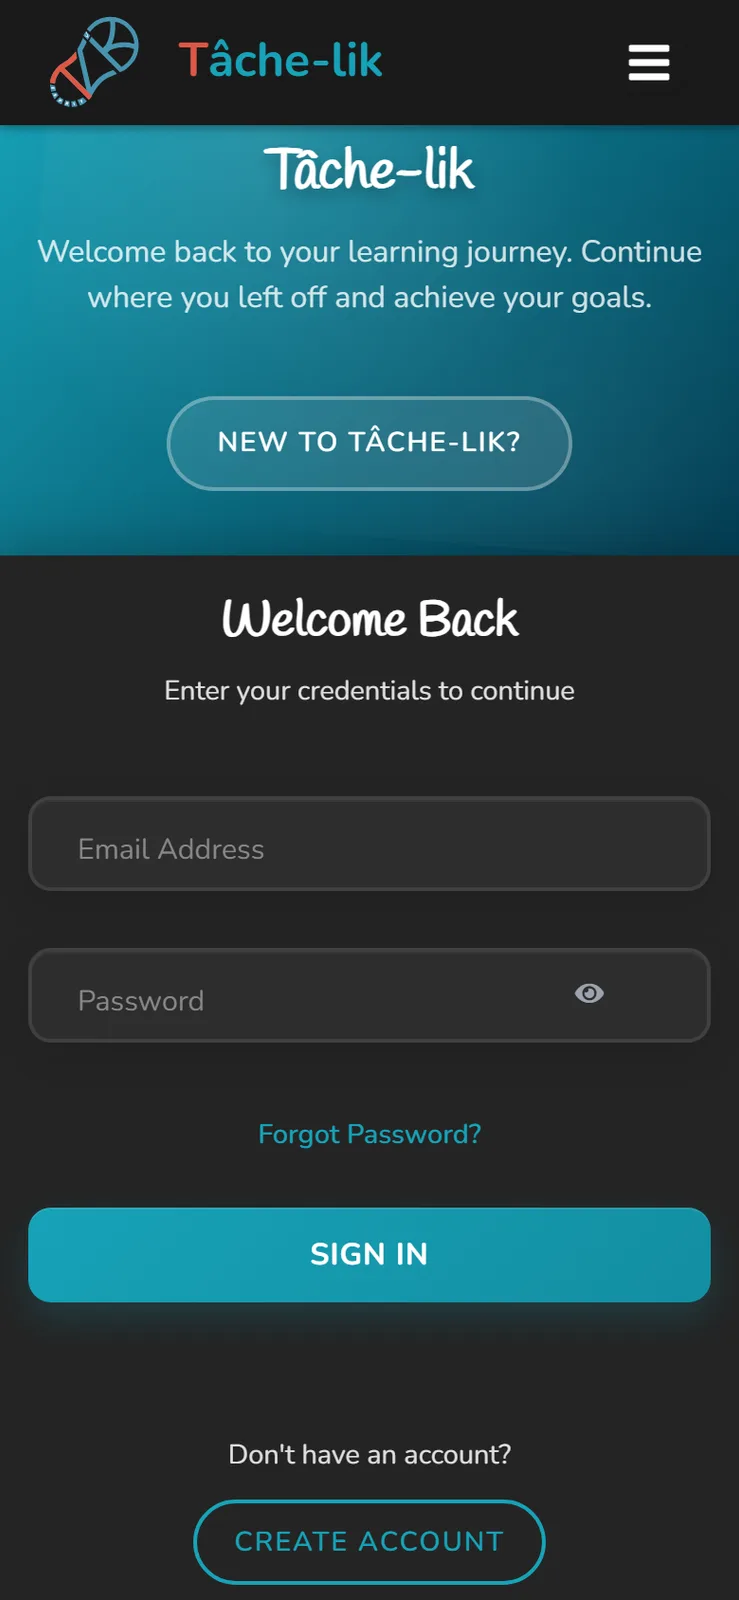 Tâche-lik
Tâche-lik
Welcome back to your learning journey. Continue
where you left off and achieve your goals.
NEW TO TÂCHE-LIK?
Welcome Back
Enter your credentials to continue
Email Address
Password
Forgot Password?
SIGN IN
Don't have an account?
CREATE ACCOUNT